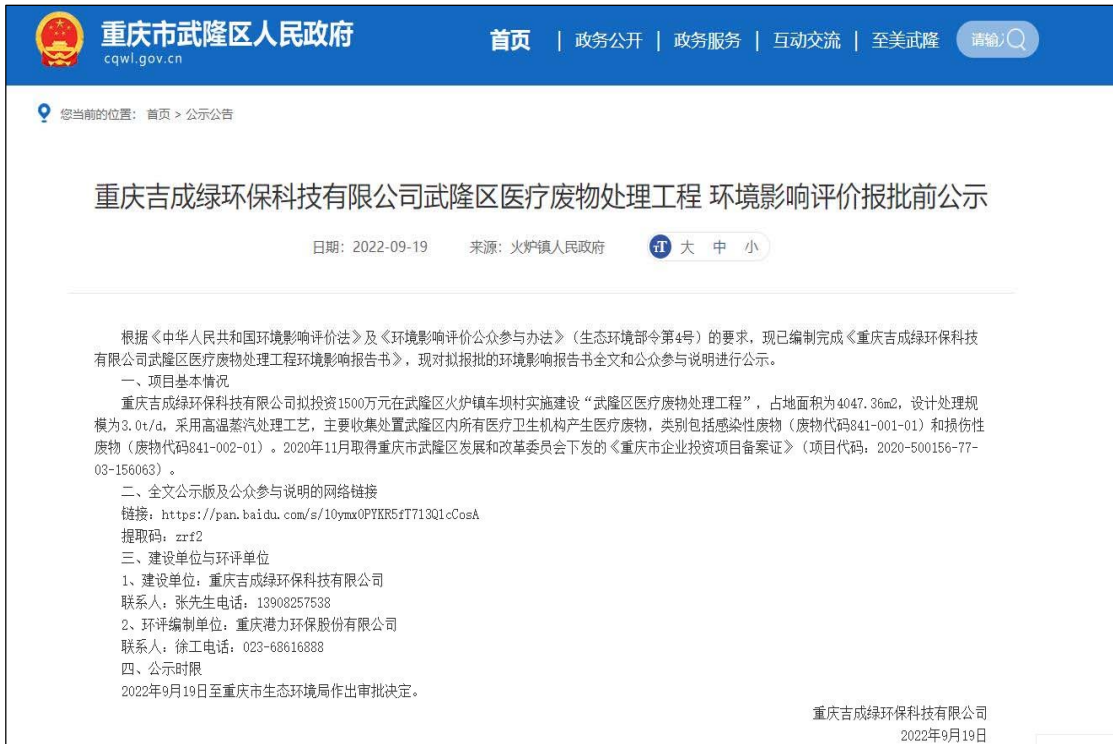 重庆市武隆区人民政府
cqwl.gov.cn
首页 | 政务公开 | 政务服务 | 互动交流 | 至美武隆
您当前的位置： 首页 > 公示公告
重庆吉成绿环保科技有限公司武隆区医疗废物处理工程 环境影响评价报批前公示
日期：2022-09-19 来源：火炉镇人民政府 大 中 小
根据《中华人民共和国环境影响评价法》及《环境影响评价公众参与办法》（生态环境部令第4号）的要求，现已编制完成《重庆吉成绿环保科技
有限公司武隆区医疗废物处理工程环境影响报告书》，现对拟报批的环境影响报告书全文和公众参与说明进行公示。
一、项目基本情况
重庆吉成绿环保科技有限公司拟投资1500万元在武隆区火炉镇车坝村实施建设“武隆区医疗废物处理工程”，占地面积为4047.36m2，设计处理规
模为3.0t/d，采用高温蒸汽处理工艺，主要收集处置武隆区内所有医疗卫生机构产生医疗废物，类别包括感染性废物（废物代码841-001-01）和损伤性
废物（废物代码841-002-01）。2020年11月取得重庆市武隆区发展和改革委员会下发的《重庆市企业投资项目备案证》（项目代码：2020-500156-77-
03-156063）。
二、全文公示版及公众参与说明的网络链接
链接：https://pan.baidu.com/s/10ymx0PYKR5fT713Q1cCosA
提取码：zrf2
三、建设单位与环评单位
1、建设单位：重庆吉成绿环保科技有限公司
联系人：张先生电话：13908257538
2、环评编制单位：重庆港力环保股份有限公司
联系人：徐工电话：023-68616888
四、公示时限
2022年9月19日至重庆市生态环境局作出审批决定。
重庆吉成绿环保科技有限公司
2022年9月19日